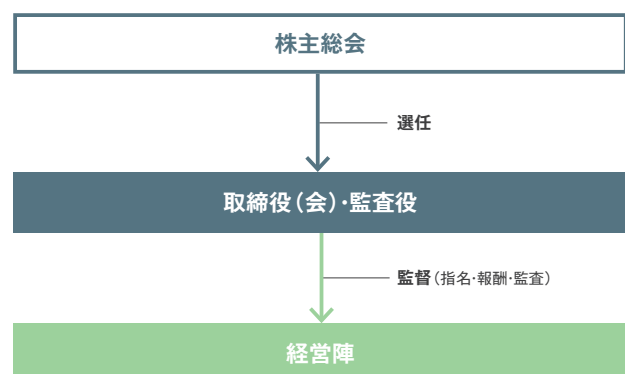 株主総会
選任
取締役（会）・監査役
監督（指名・報酬・監査）
経営陣